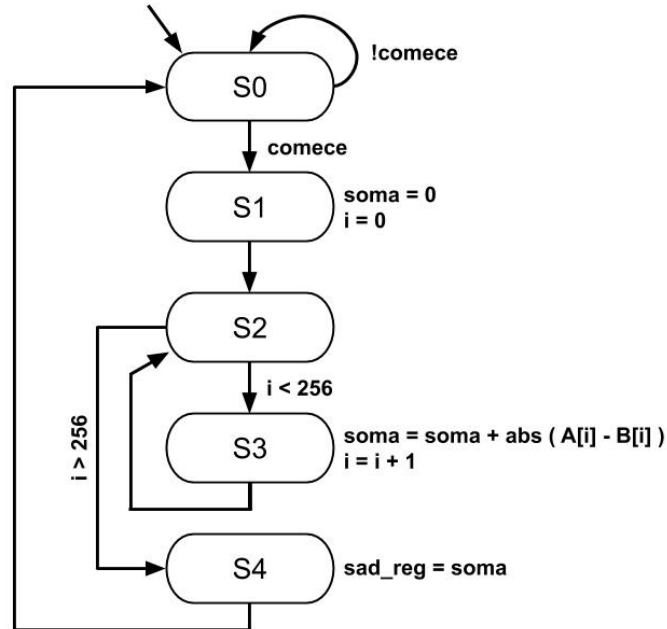 S0
!comece
comece
S1
soma = 0
i = 0
S2
i < 256
i > 256
S3
soma = soma + abs ( A[i] - B[i] )
i = i + 1
S4
sad_reg = soma